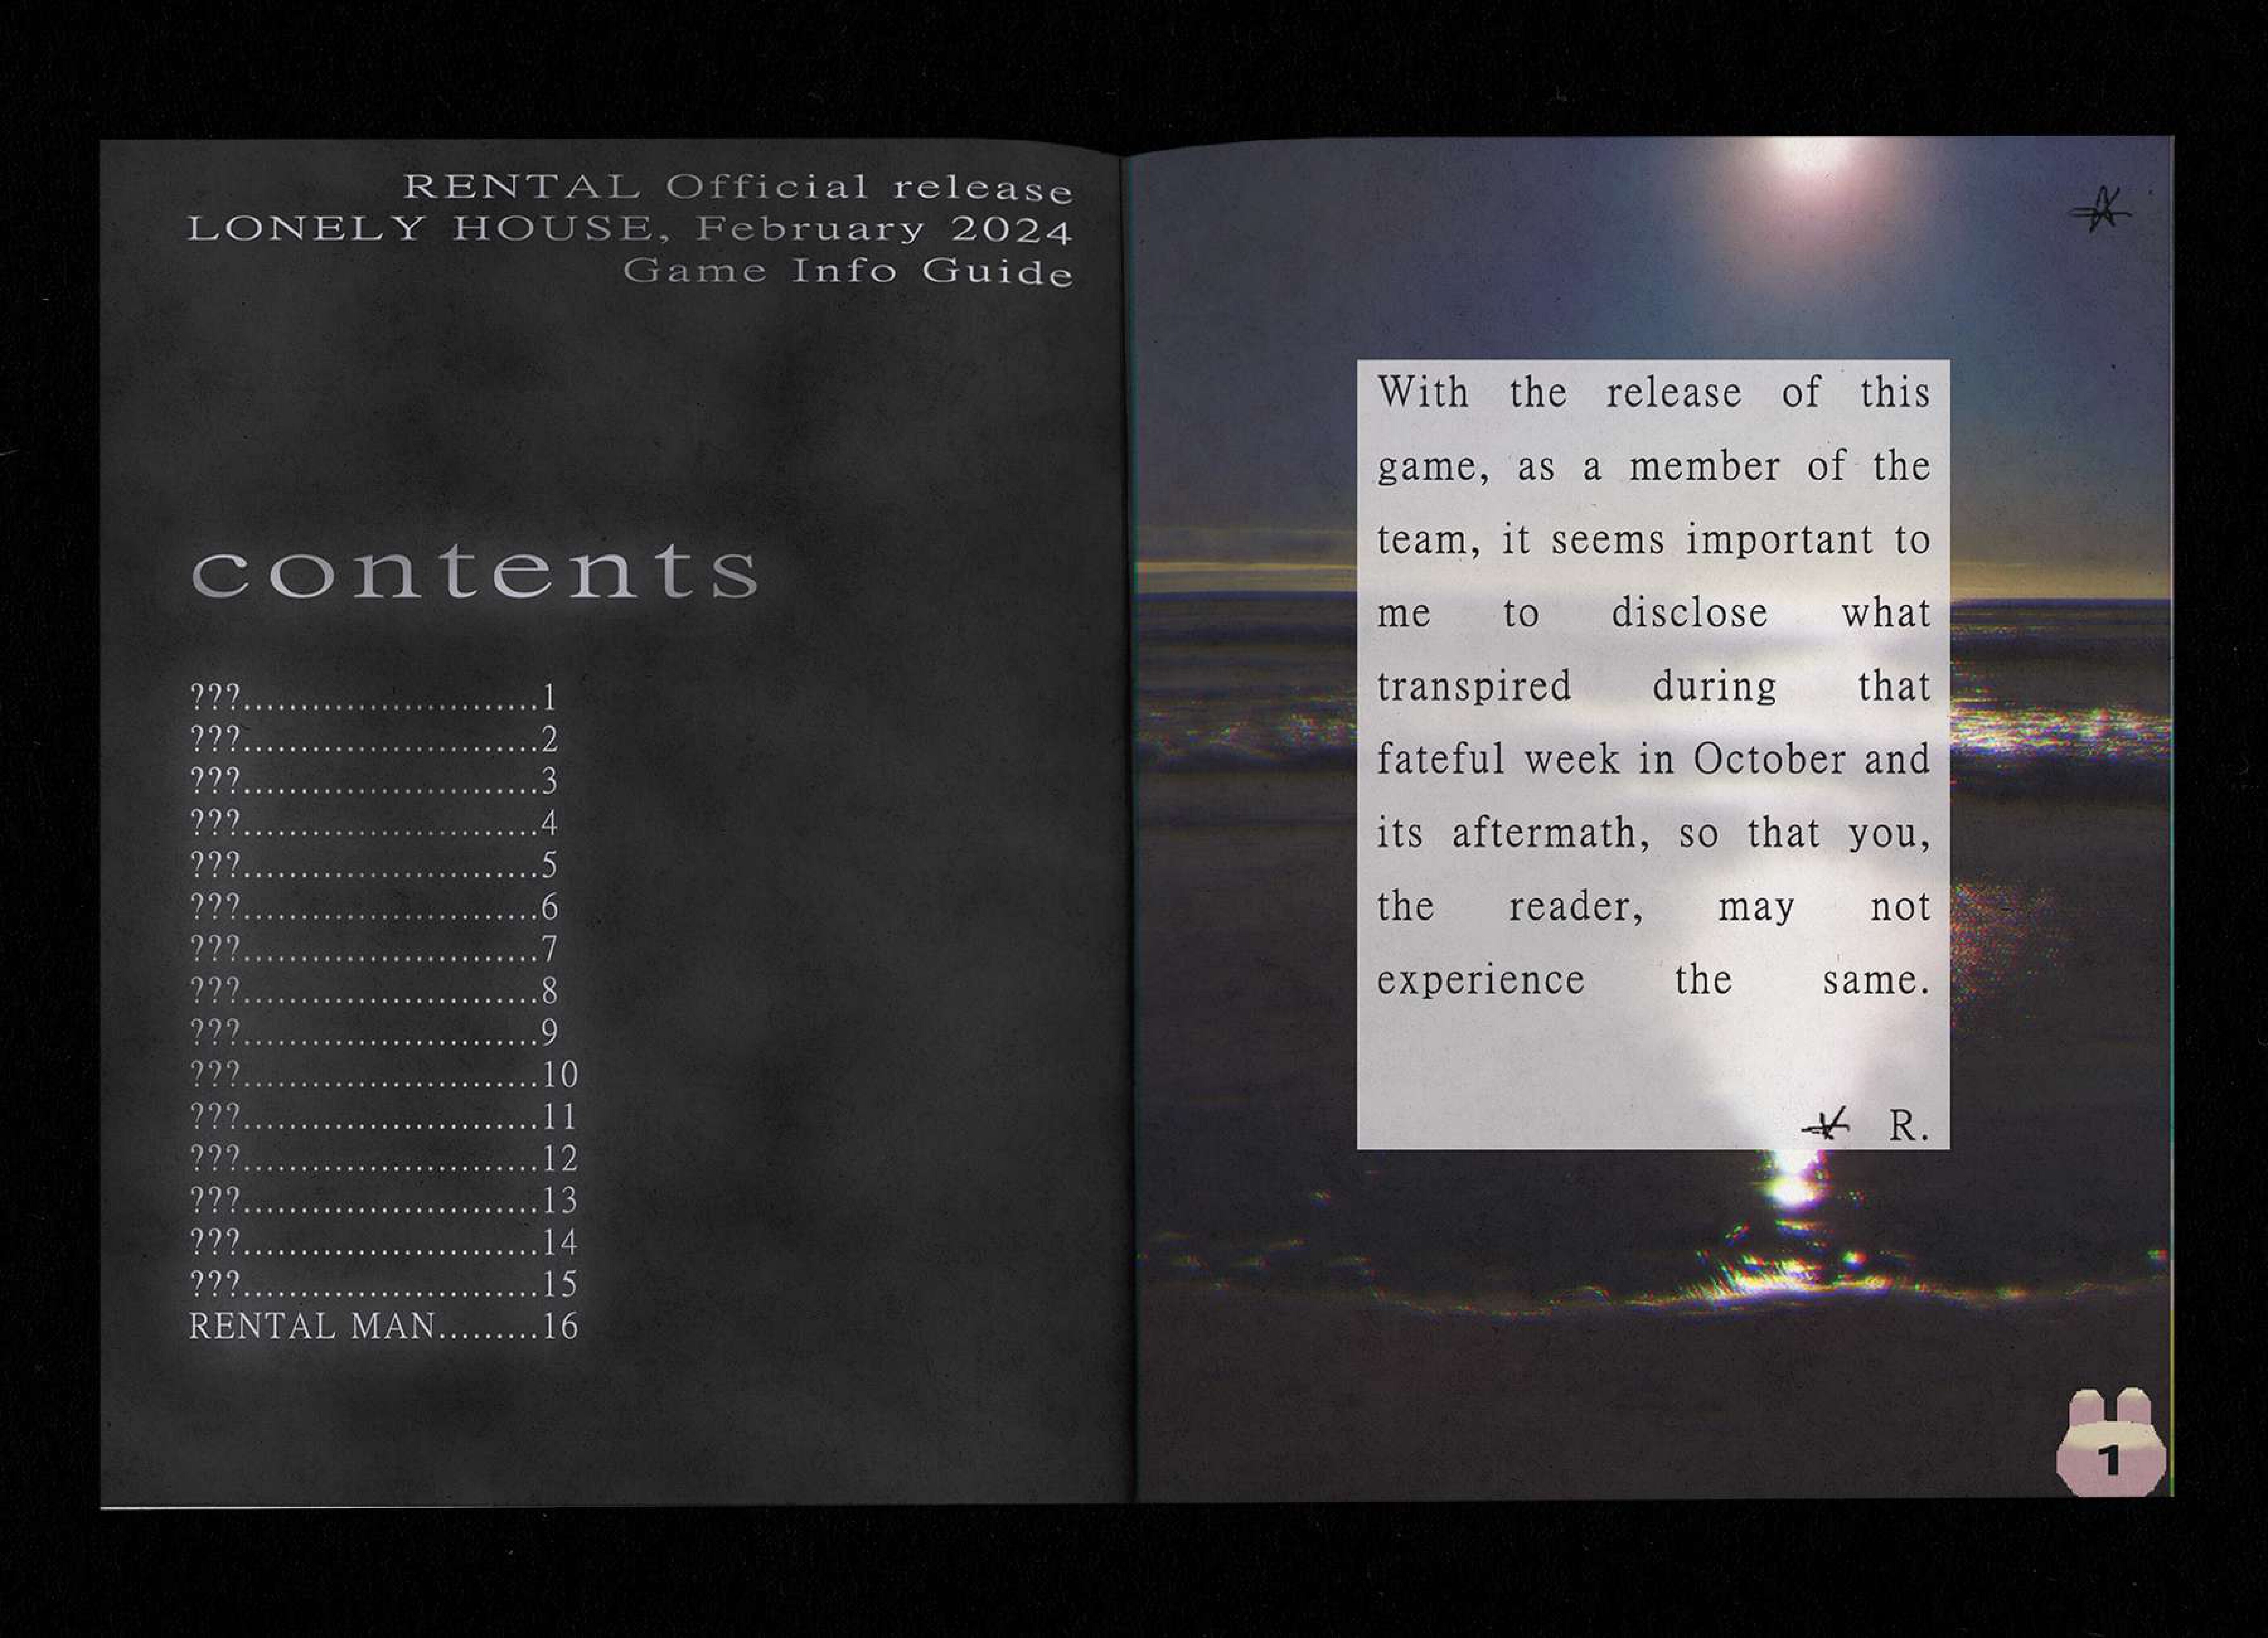 RENTAL Official release
LONELY HOUSE, February 2024
Game Info Guide
contents
???..........................1
???..........................2
???..........................3
???..........................4
???..........................5
???..........................6
???..........................7
???..........................8
???..........................9
???..........................10
???..........................11
???..........................12
???..........................13
???..........................14
???..........................15
RENTAL MAN.........16
With the release of this
game, as a member of the
team, it seems important to
me to disclose what
transpired during that
fateful week in October and
its aftermath, so that you,
the reader, may not
experience the same.
R.
1